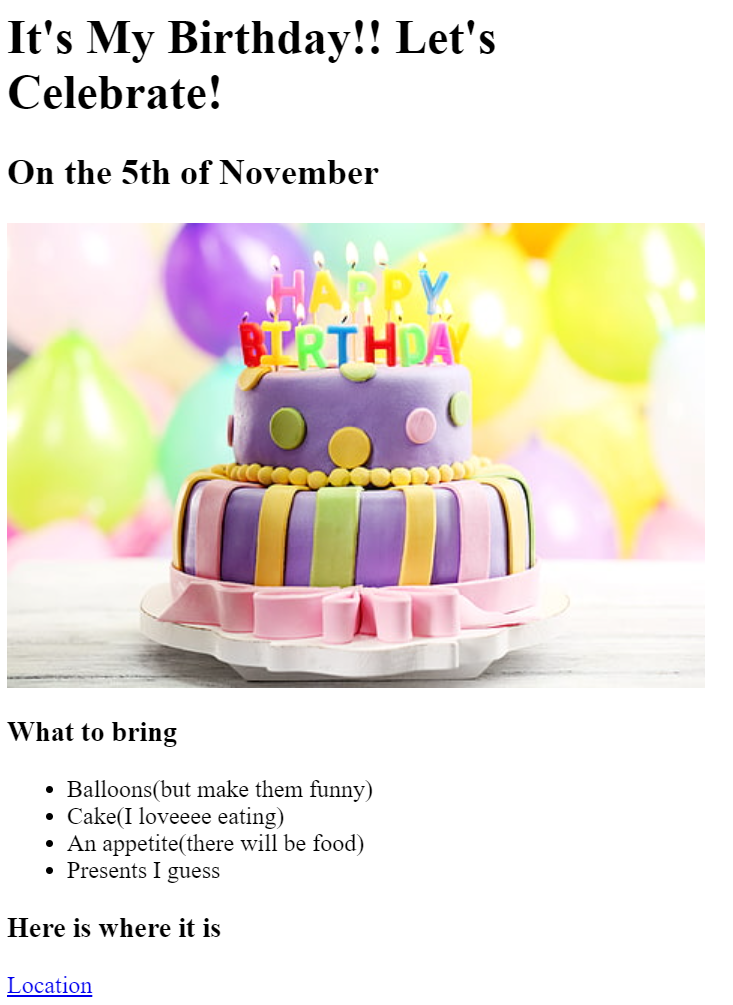 It's My Birthday!! Let's
Celebrate!
On the 5th of November
HAPPY
BIRTHDAY
What to bring
Balloons(but make them funny)
Cake(I loveeee eating)
An appetite(there will be food)
Presents I guess
Here is where it is
Location